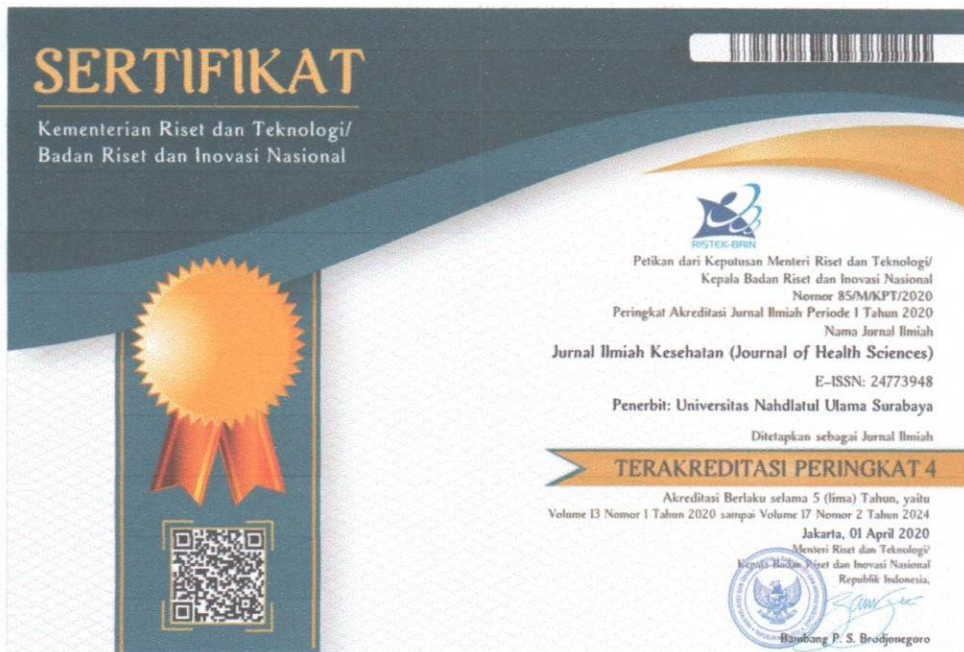 SERTIFIKAT
Kementerian Riset dan Teknologi/
Badan Riset dan Inovasi Nasional
RISTEK-BRIN
Petikan dari Keputusan Menteri Riset dan Teknologi/
Kepala Badan Riset dan Inovasi Nasional
Nomor 85/M/KPT/2020
Peringkat Akreditasi Jurnal Ilmiah Periode 1 Tahun 2020
Nama Jurnal Ilmiah
Jurnal Ilmiah Kesehatan (Journal of Health Sciences)
E-ISSN: 24773948
Penerbit: Universitas Nahdlatul Ulama Surabaya
Ditetapkan sebagai Jurnal Ilmiah
TERAKREDITASI PERINGKAT 4
Akreditasi Berlaku selama 5 (lima) Tahun, yaitu
Volume 13 Nomor 1 Tahun 2020 sampai Volume 17 Nomor 2 Tahun 2024
Jakarta, 01 April 2020
Menteri Riset dan Teknologi/
Kepala Badan Riset dan Inovasi Nasional
Republik Indonesia,
Bambang P. S. Brodjonegoro